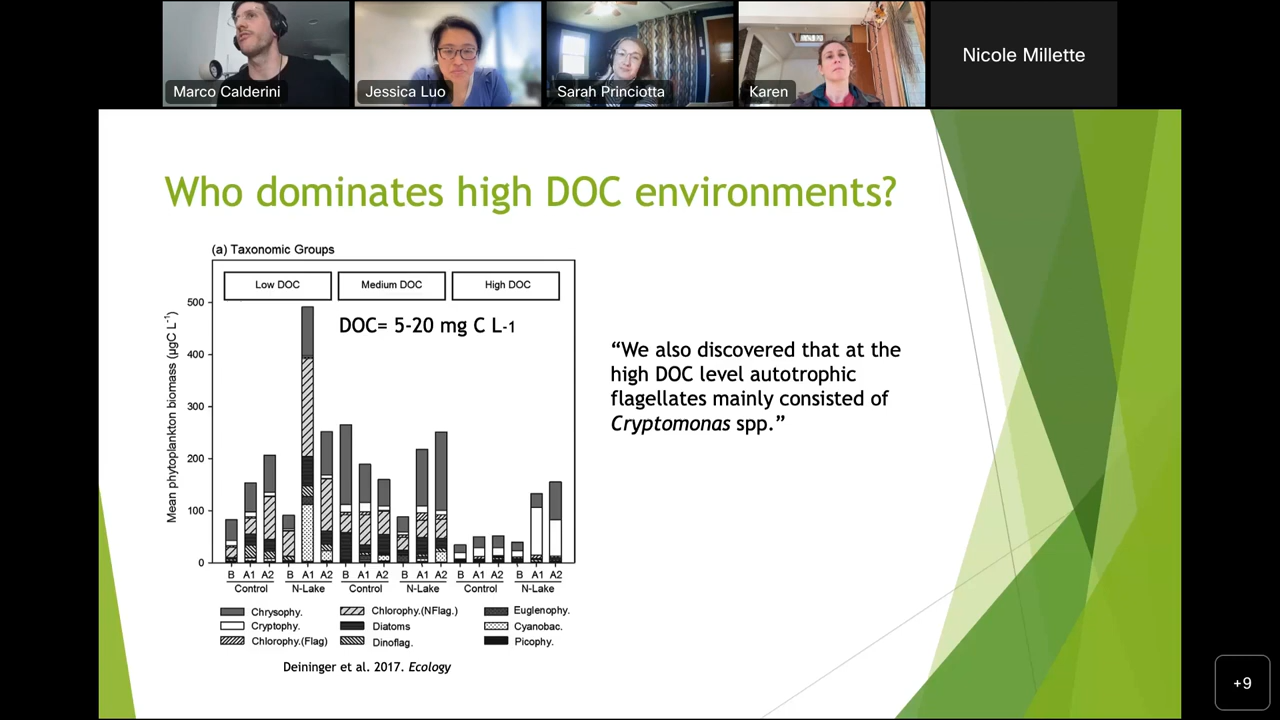 Marco Calderini
Jessica Luo
Sarah Princiotta
Karen
Nicole Millette
Who dominates high DOC environments?
(a) Taxonomic Groups
Low DOC
Medium DOC
High DOC
DOC= 5-20 mg C L-1
Mean phytoplankton biomass (µgC L-1)
500
400
300
200
100
0
B A1 A2 B A1 A2 B A1 A2 B A1 A2 B A1 A2 B A1 A2
Control N-Lake Control N-Lake Control N-Lake
Chrysophy. Chlorophy.(NFlag.) Euglenophy.
Cryptophy. Diatoms Cyanobac.
Chlorophy.(Flag) Dinoflag. Picophy.
Deininger et al. 2017. Ecology
“We also discovered that at the
high DOC level autotrophic
flagellates mainly consisted of
Cryptomonas spp.”
+9